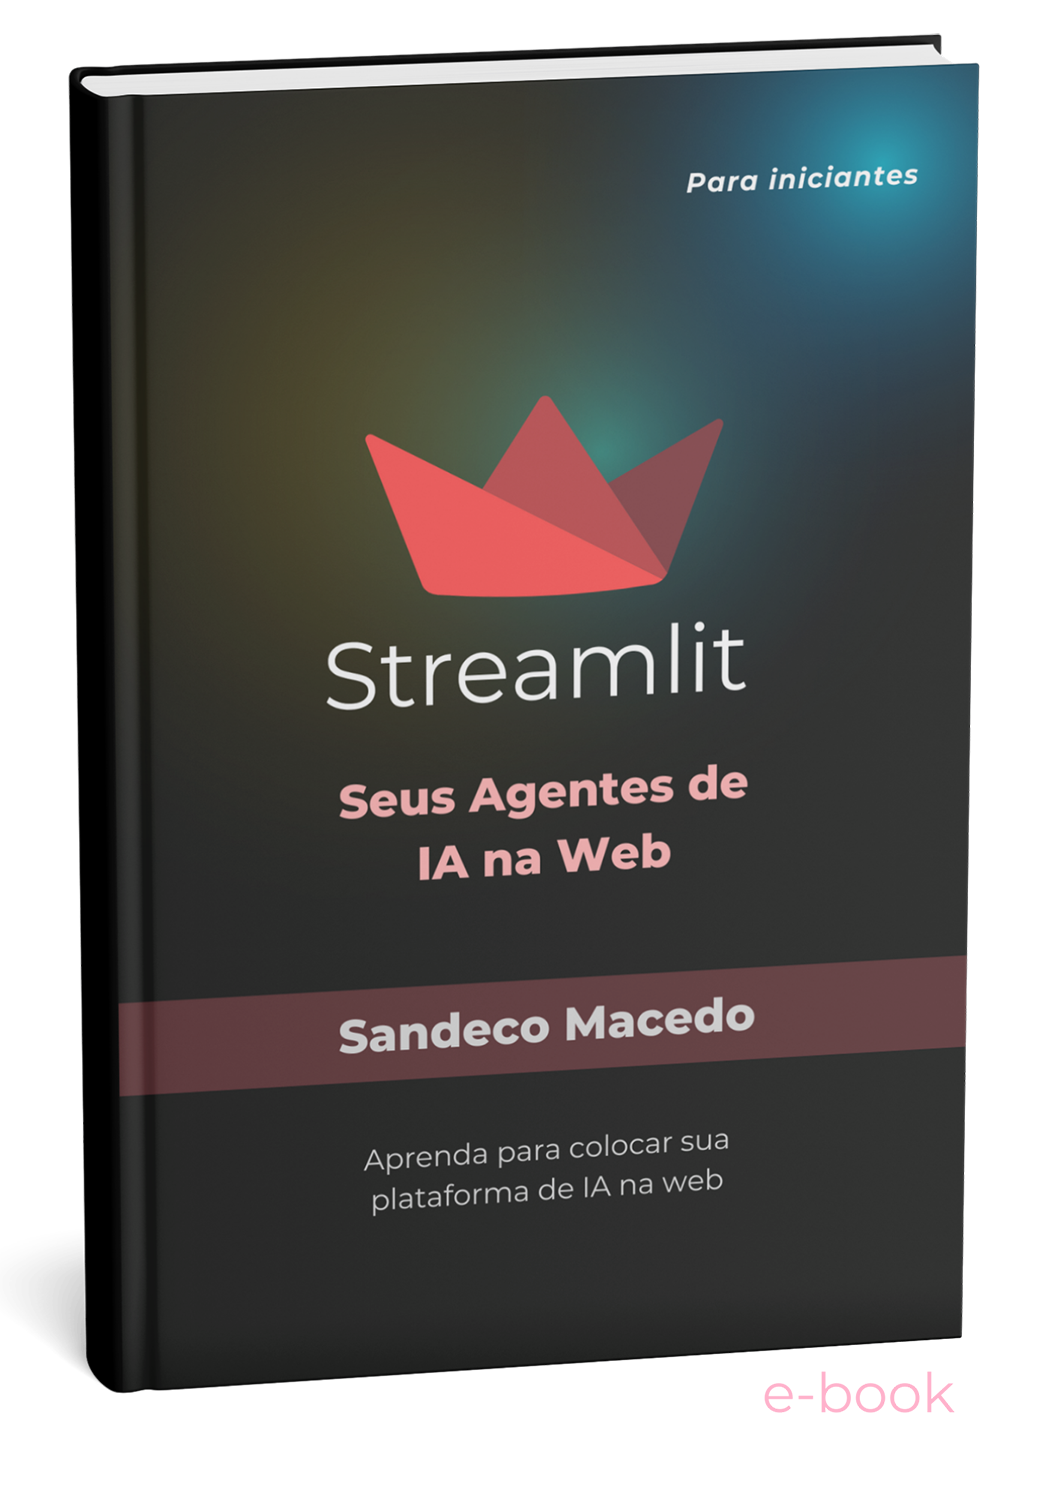 Para iniciantes
Streamlit
Seus Agentes de
IA na Web
Sandeco Macedo
Aprenda para colocar sua
plataforma de IA na web
e-book